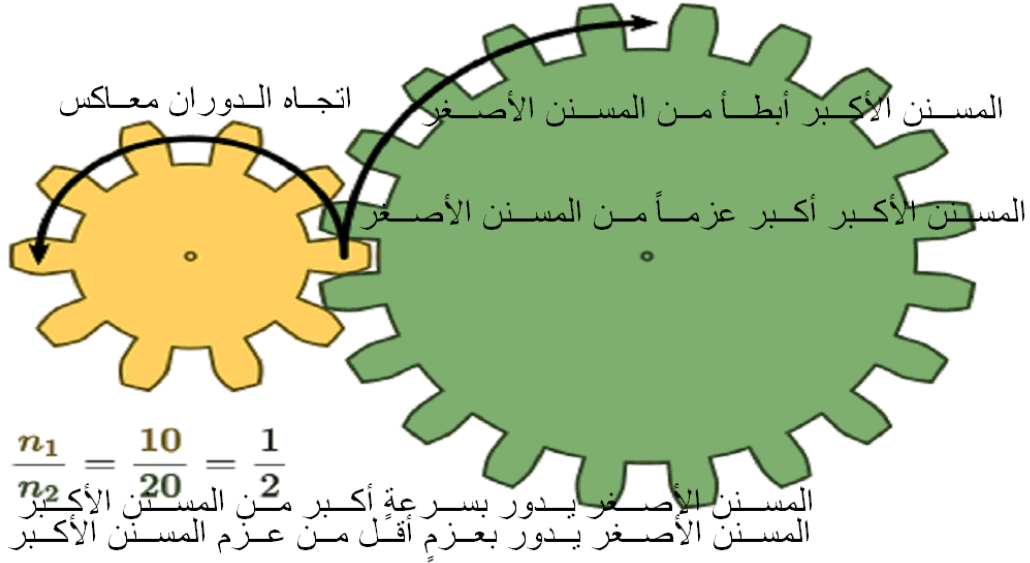 اتجاه الدوران معاكس
المسنن الأكبر أبطأ من المسنن الأصغر
المسنن الأكبر أكبر عزماً من المسنن الأصغر
n₁/n₂ = 10/20 = 1/2
المسنن الأصغر يدور بسرعةٍ أكبر من المسنن الأكبر
المسنن الأصغر يدور بعزمٍ أقل من عزم المسنن الأكبر